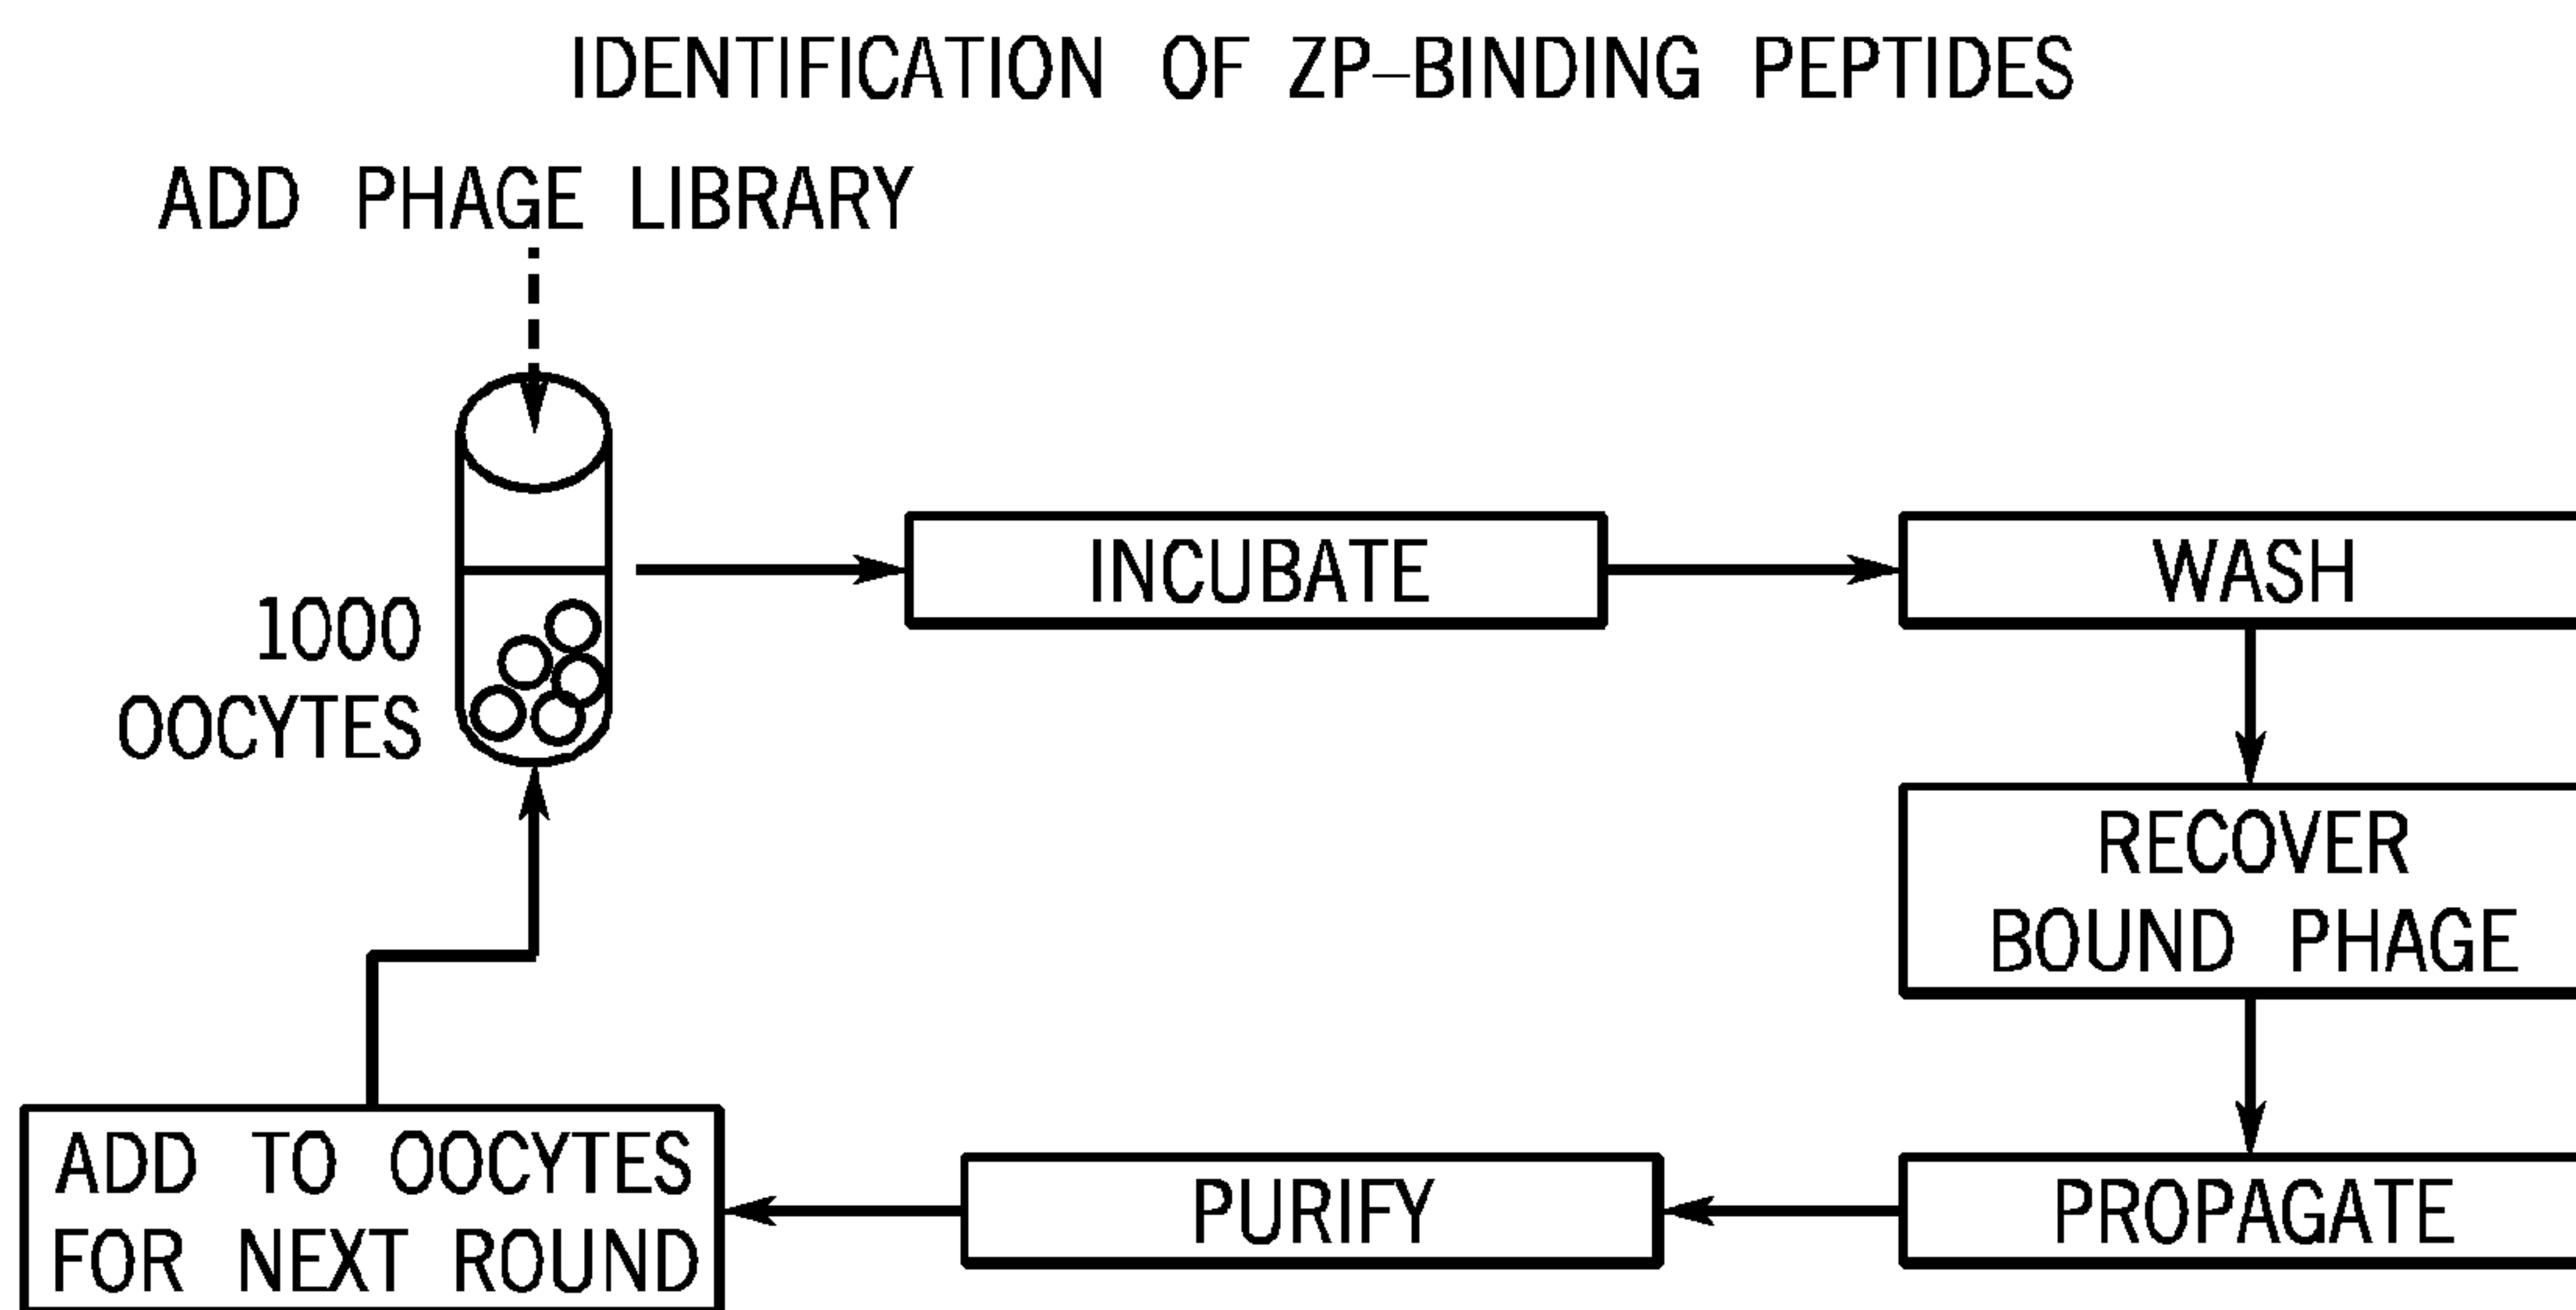 IDENTIFICATION OF ZP–BINDING PEPTIDES
ADD PHAGE LIBRARY
INCUBATE
WASH
1000
OOCYTES
RECOVER
BOUND PHAGE
ADD TO OOCYTES
FOR NEXT ROUND
PURIFY
PROPAGATE